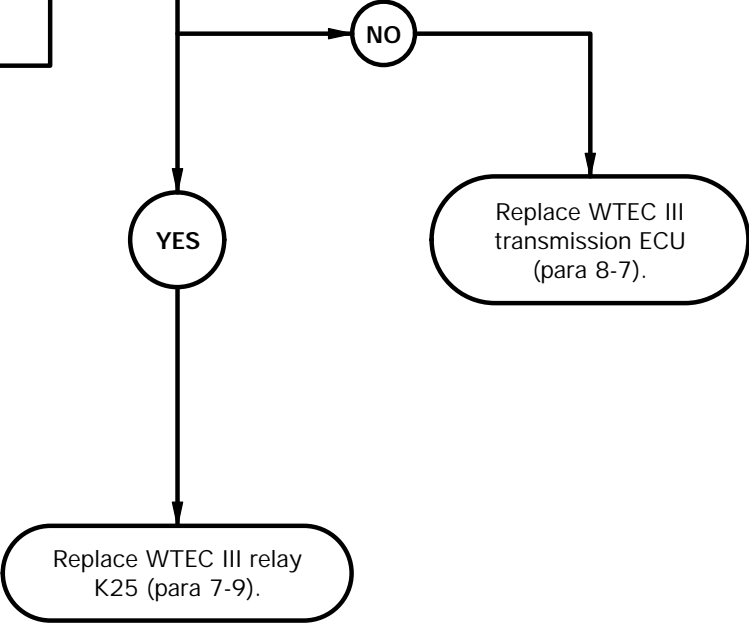 NO
YES
Replace WTEC III
transmission ECU
(para 8-7).
Replace WTEC III relay
K25 (para 7-9).